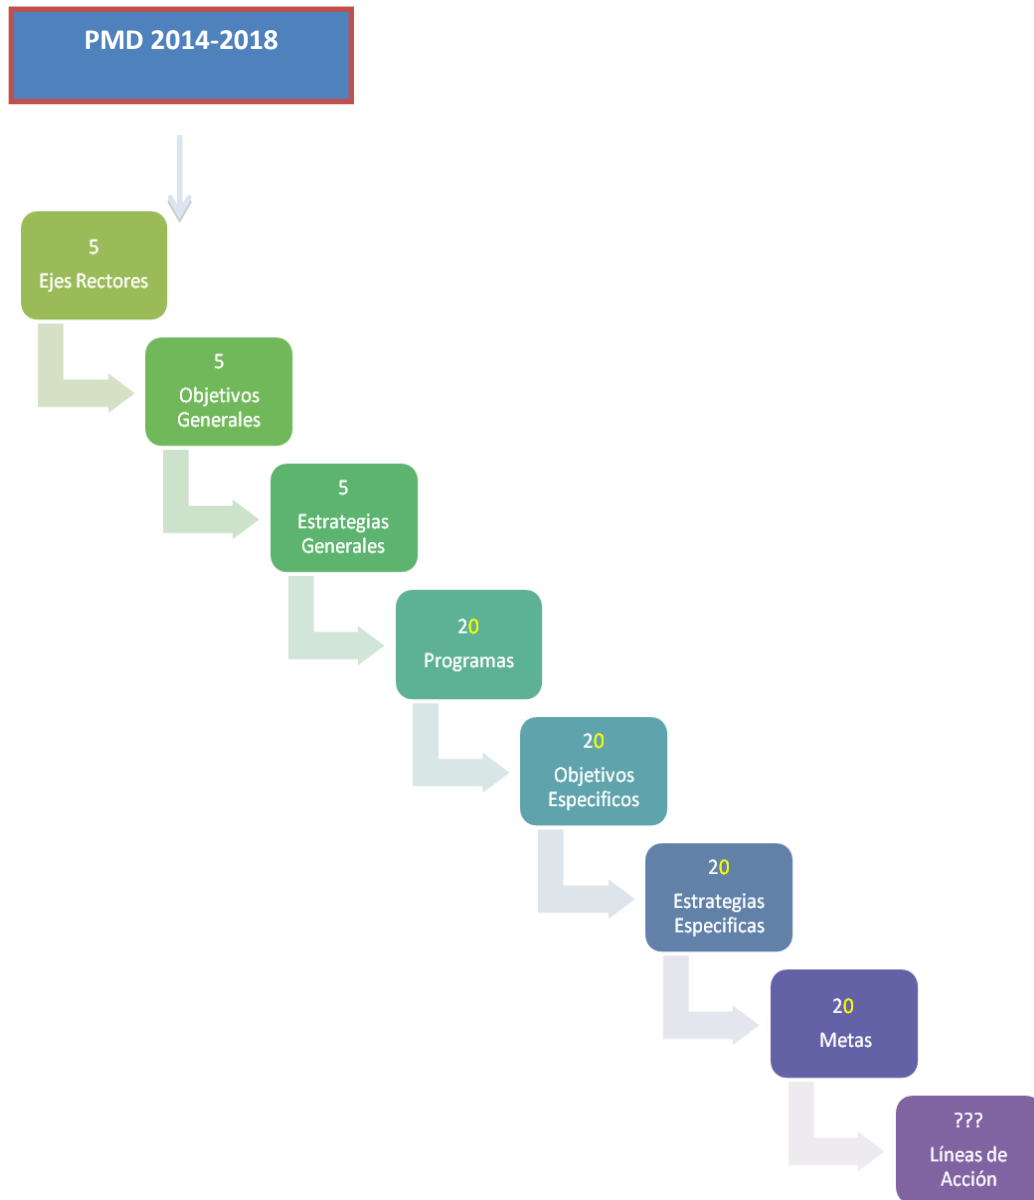 PMD 2014-2018
5
Ejes Rectores
5
Objetivos
Generales
5
Estrategias
Generales
20
Programas
20
Objetivos
Especificos
20
Estrategias
Especificas
20
Metas
???
Líneas de
Acción